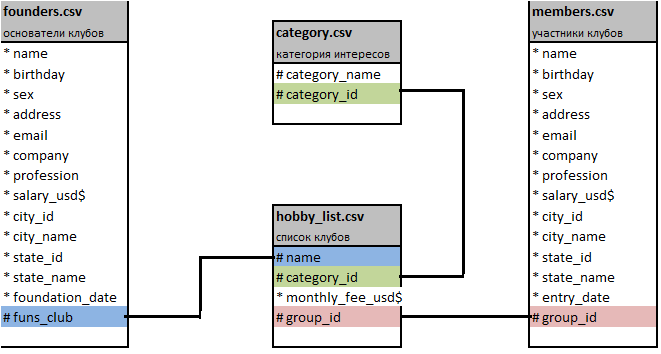 founders.csv
основатели клубов
* name
* birthday
* sex
* address
* email
* company
* profession
* salary_usd$
* city_id
* city_name
* state_id
* state_name
* foundation_date
# funs_club
category.csv
категория интересов
# category_name
# category_id
hobby_list.csv
список клубов
# name
# category_id
* monthly_fee_usd$
# group_id
members.csv
участники клубов
* name
* birthday
* sex
* address
* email
* company
* profession
* salary_usd$
* city_id
* city_name
* state_id
* state_name
* entry_date
# group_id